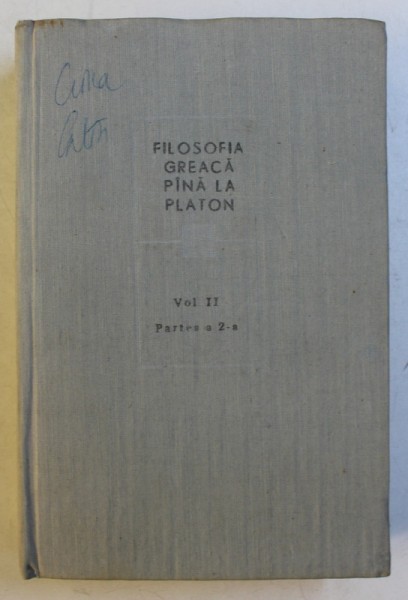 FILOSOFIA
GREACĂ
PÎNĂ LA
PLATON
Vol II
Partea a 2-a